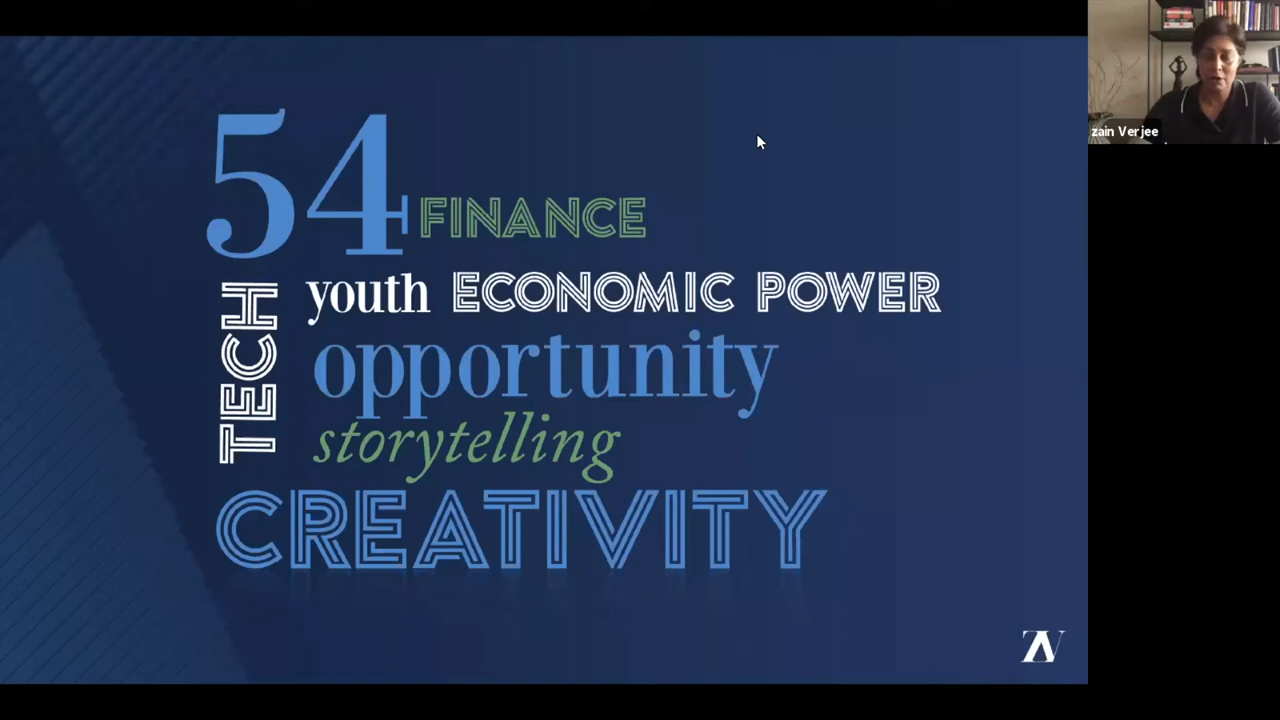 54 FINANCE
TECH
youth ECONOMIC POWER
opportunity
storytelling
CREATIVITY
zain Verjee